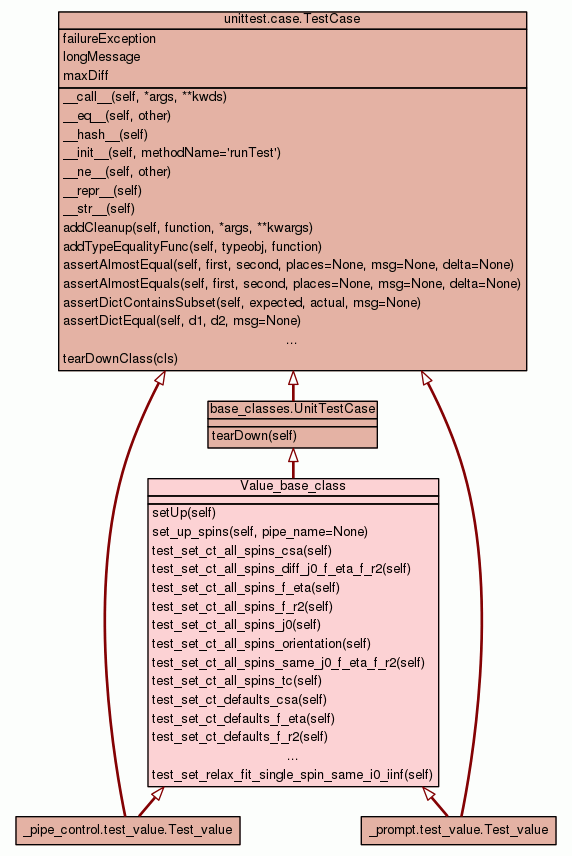 unittest.case.TestCase
failureException
longMessage
maxDiff
__call__(self, *args, **kwds)
__eq__(self, other)
__hash__(self)
__init__(self, methodName='runTest')
__ne__(self, other)
__repr__(self)
__str__(self)
addCleanup(self, function, *args, **kwargs)
addTypeEqualityFunc(self, typeobj, function)
assertAlmostEqual(self, first, second, places=None, msg=None, delta=None)
assertAlmostEquals(self, first, second, places=None, msg=None, delta=None)
assertDictContainsSubset(self, expected, actual, msg=None)
assertDictEqual(self, d1, d2, msg=None)
...
tearDownClass(cls)
base_classes.UnitTestCase
tearDown(self)
Value_base_class
setUp(self)
set_up_spins(self, pipe_name=None)
test_set_ct_all_spins_csa(self)
test_set_ct_all_spins_diff_j0_f_eta_f_r2(self)
test_set_ct_all_spins_f_eta(self)
test_set_ct_all_spins_f_r2(self)
test_set_ct_all_spins_j0(self)
test_set_ct_all_spins_orientation(self)
test_set_ct_all_spins_same_j0_f_eta_f_r2(self)
test_set_ct_all_spins_tc(self)
test_set_ct_defaults_csa(self)
test_set_ct_defaults_f_eta(self)
test_set_ct_defaults_f_r2(self)
...
test_set_relax_fit_single_spin_same_i0_iinf(self)
_pipe_control.test_value.Test_value
_prompt.test_value.Test_value